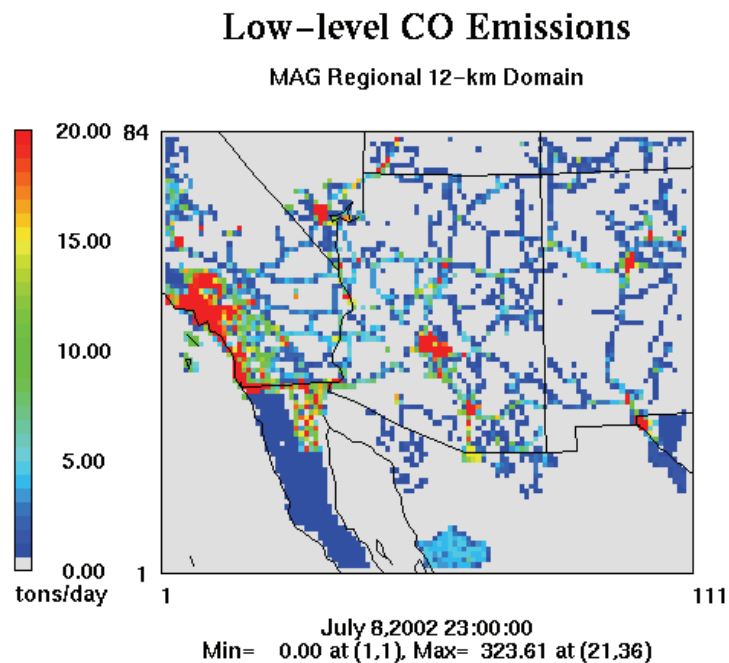 Low-level CO Emissions
MAG Regional 12-km Domain
20.00
84
15.00
10.00
5.00
0.00
1
tons/day
1
111
July 8,2002 23:00:00
Min= 0.00 at (1,1), Max= 323.61 at (21,36)